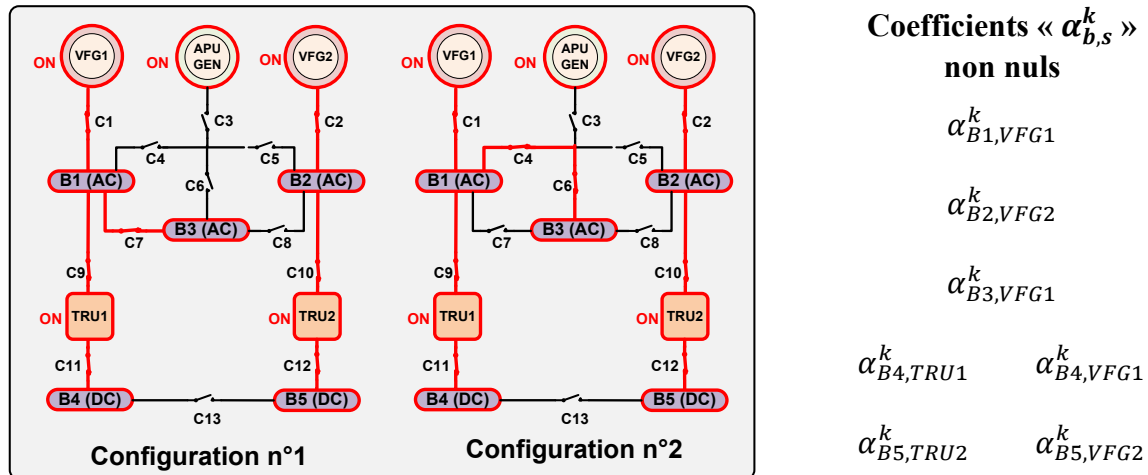 VFG1
APU
GEN
VFG2
ON
ON
ON
C1
C3
C2
C4
C5
B1 (AC)
C6
B2 (AC)
B3 (AC)
C7
C8
C9
C10
ON
TRU1
ON
TRU2
C11
C12
B4 (DC)
C13
B5 (DC)
Configuration n°1
VFG1
APU
GEN
VFG2
ON
ON
ON
C1
C3
C2
C4
C5
B1 (AC)
C6
B2 (AC)
B3 (AC)
C7
C8
C9
C10
ON
TRU1
ON
TRU2
C11
C12
B4 (DC)
C13
B5 (DC)
Configuration n°2
Coefficients « α^k_{b,s} »
non nuls
α^k_{B1,VFG1}
α^k_{B2,VFG2}
α^k_{B3,VFG1}
α^k_{B4,TRU1} α^k_{B4,VFG1}
α^k_{B5,TRU2} α^k_{B5,VFG2}